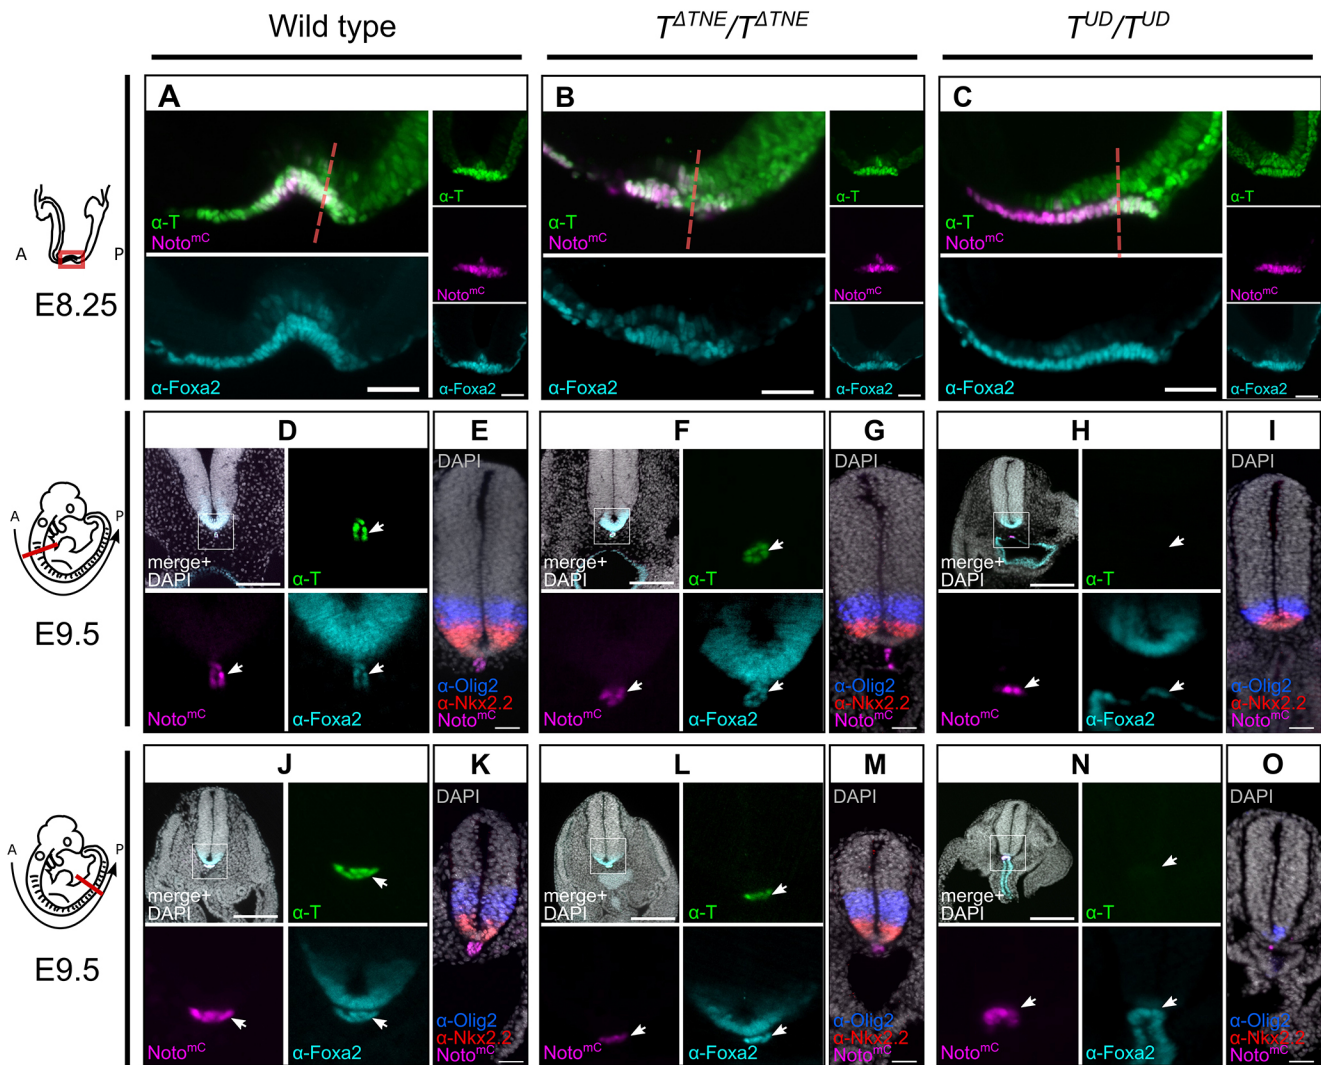 Wild type
T^ΔTNE/T^ΔTNE
T^UD/T^UD
A P
E8.25
A
α-T
Noto^mC
α-Foxa2
α-T
Noto^mC
α-Foxa2
B
α-T
Noto^mC
α-Foxa2
α-T
Noto^mC
α-Foxa2
C
α-T
Noto^mC
α-Foxa2
α-T
Noto^mC
α-Foxa2
A P
E9.5
D
merge+
DAPI
α-T
Noto^mC
α-Foxa2
E
DAPI
α-Olig2
α-Nkx2.2
Noto^mC
F
merge+
DAPI
α-T
Noto^mC
α-Foxa2
G
DAPI
α-Olig2
α-Nkx2.2
Noto^mC
H
merge+
DAPI
α-T
Noto^mC
α-Foxa2
I
DAPI
α-Olig2
α-Nkx2.2
Noto^mC
A P
E9.5
J
merge+
DAPI
α-T
Noto^mC
α-Foxa2
K
DAPI
α-Olig2
α-Nkx2.2
Noto^mC
L
merge+
DAPI
α-T
Noto^mC
α-Foxa2
M
DAPI
α-Olig2
α-Nkx2.2
Noto^mC
N
merge+
DAPI
α-T
Noto^mC
α-Foxa2
O
DAPI
α-Olig2
α-Nkx2.2
Noto^mC